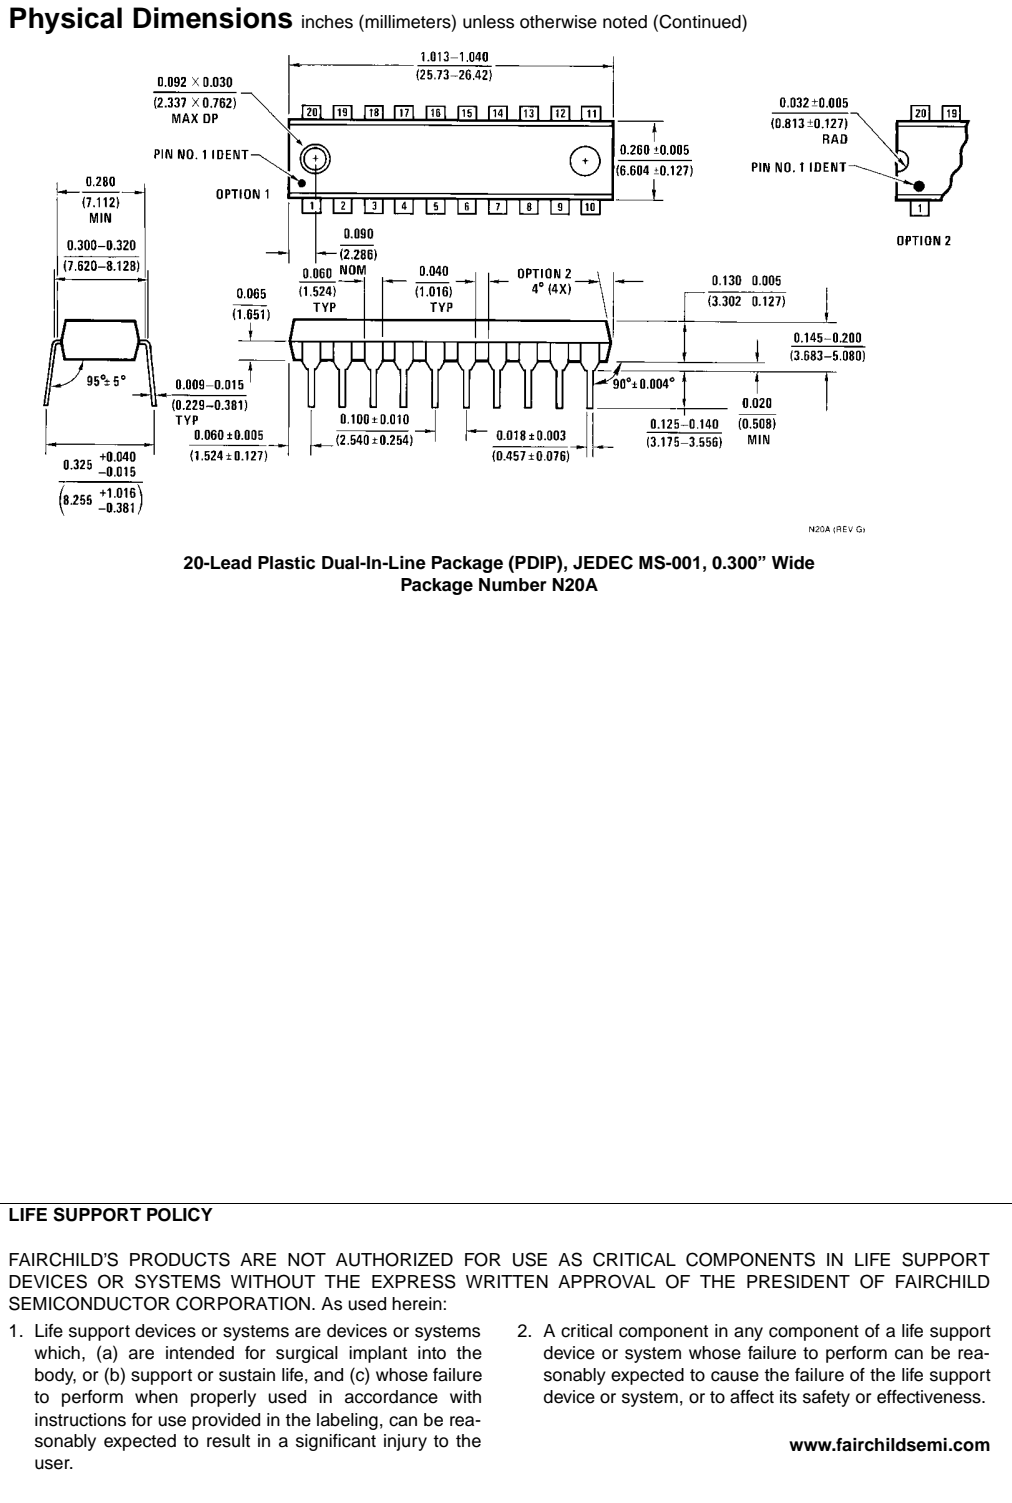 Physical Dimensions inches (millimeters) unless otherwise noted (Continued)
1.013–1.040
(25.73–26.42)
0.092 × 0.030
(2.337 × 0.762)
MAX DP
20 19 18 17 16 15 14 13 12 11
0.032 ±0.005
(0.813 ±0.127)
RAD
20 19
PIN NO. 1 IDENT
0.260 ±0.005
(6.604 ±0.127)
PIN NO. 1 IDENT
OPTION 1
1 2 3 4 5 6 7 8 9 10
1
OPTION 2
0.280
(7.112)
MIN
0.090
(2.286)
NOM
0.300–0.320
(7.620–8.128)
0.060
(1.524)
TYP
0.040
(1.016)
TYP
OPTION 2
4° (4X)
0.130 0.005
(3.302 0.127)
0.065
(1.651)
0.145–0.200
(3.683–5.080)
95°± 5°
0.009–0.015
(0.229–0.381)
TYP
90°±0.004°
0.020
(0.508)
MIN
0.100 ±0.010
(2.540 ±0.254)
0.125–0.140
(3.175–3.556)
0.060 ±0.005
(1.524 ±0.127)
0.018 ±0.003
(0.457 ±0.076)
0.325 +0.040
–0.015
(8.255 +1.016
–0.381)
N20A (REV G)
20-Lead Plastic Dual-In-Line Package (PDIP), JEDEC MS-001, 0.300” Wide
Package Number N20A
LIFE SUPPORT POLICY
FAIRCHILD’S PRODUCTS ARE NOT AUTHORIZED FOR USE AS CRITICAL COMPONENTS IN LIFE SUPPORT
DEVICES OR SYSTEMS WITHOUT THE EXPRESS WRITTEN APPROVAL OF THE PRESIDENT OF FAIRCHILD
SEMICONDUCTOR CORPORATION. As used herein:
1. Life support devices or systems are devices or systems
which, (a) are intended for surgical implant into the
body, or (b) support or sustain life, and (c) whose failure
to perform when properly used in accordance with
instructions for use provided in the labeling, can be rea-
sonably expected to result in a significant injury to the
user.
2. A critical component in any component of a life support
device or system whose failure to perform can be rea-
sonably expected to cause the failure of the life support
device or system, or to affect its safety or effectiveness.
www.fairchildsemi.com